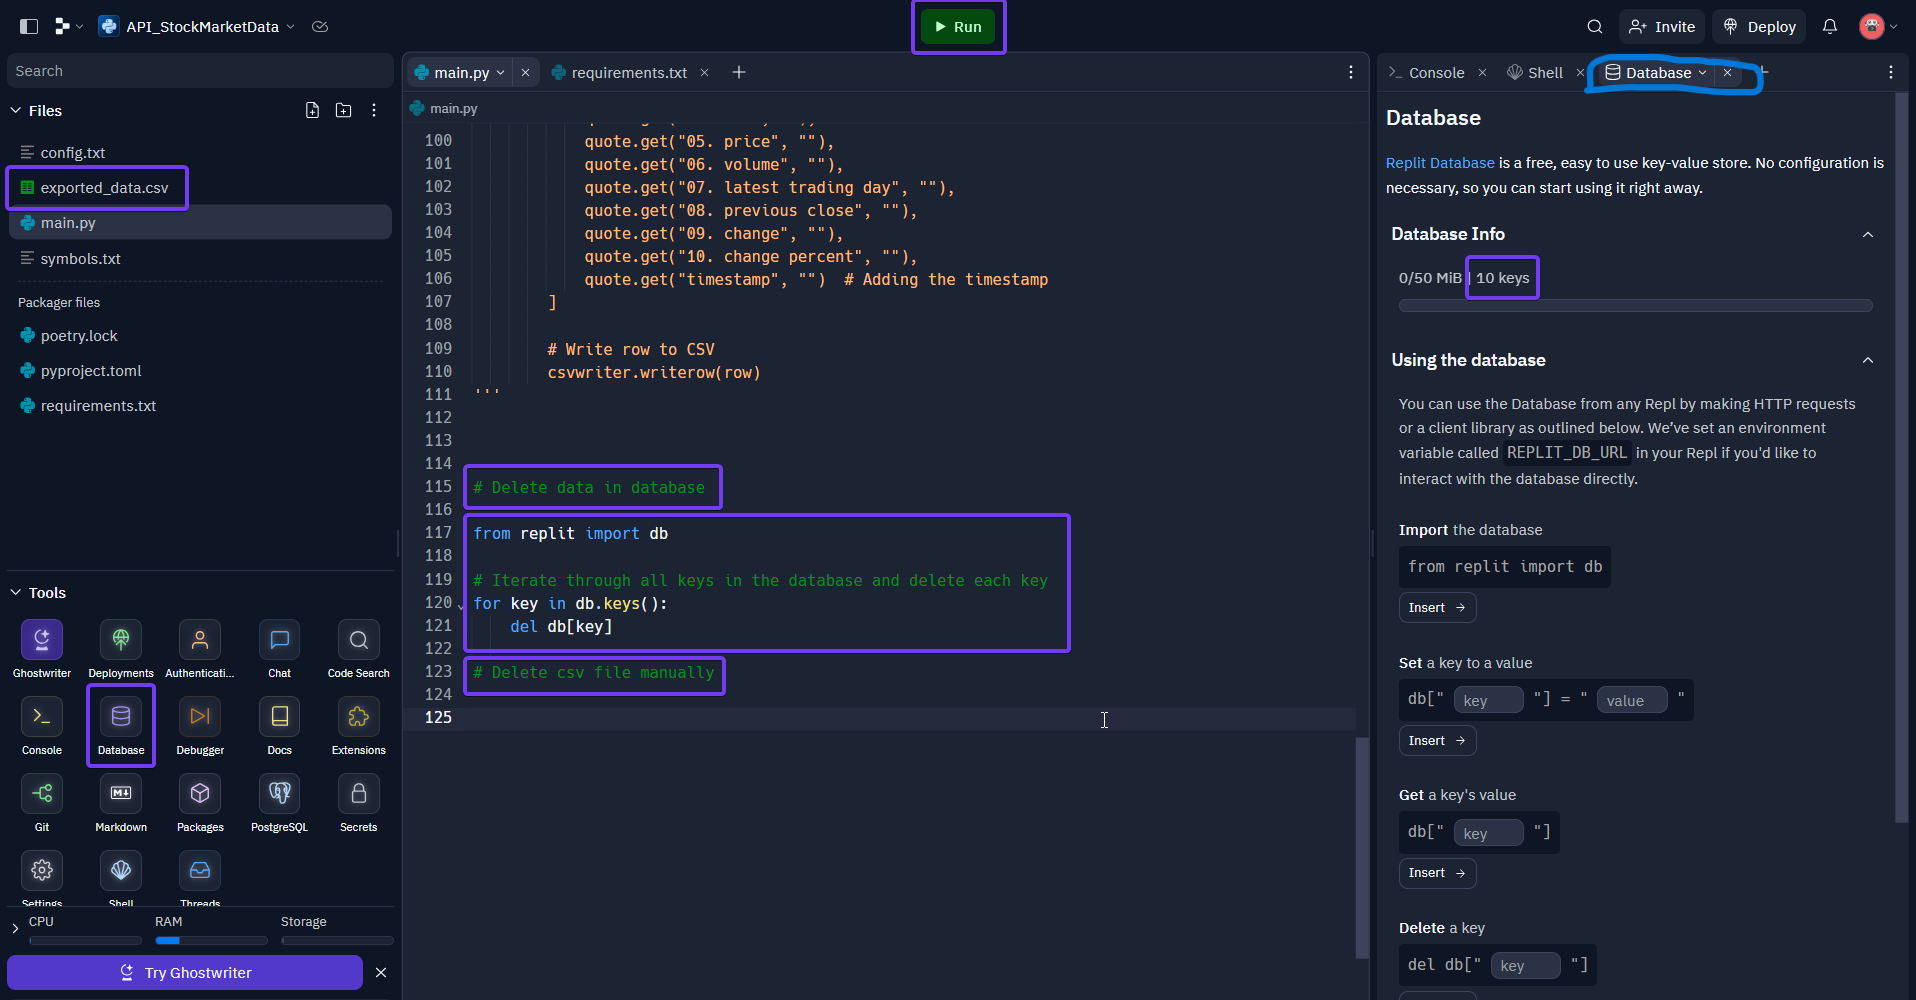 API_StockMarketData
Run
Invite
Deploy
Search
Files
config.txt
exported_data.csv
main.py
symbols.txt
Packager files
poetry.lock
pyproject.toml
requirements.txt
Tools
Ghostwriter
Deployments
Authenticati...
Chat
Code Search
Console
Database
Debugger
Docs
Extensions
Git
Markdown
Packages
PostgreSQL
Secrets
Settings
Shell
Threads
CPU
RAM
Storage
Try Ghostwriter
main.py
requirements.txt
main.py
100 quote.get("05. price", ""),
101 quote.get("06. volume", ""),
102 quote.get("07. latest trading day", ""),
103 quote.get("08. previous close", ""),
104 quote.get("09. change", ""),
105 quote.get("10. change percent", ""),
106 quote.get("timestamp", "") # Adding the timestamp
107 ]
108
109 # Write row to CSV
110 csvwriter.writerow(row)
111 '''
112
113
114
115 # Delete data in database
116
117 from replit import db
118
119 # Iterate through all keys in the database and delete each key
120 for key in db.keys():
121 del db[key]
122
123 # Delete csv file manually
124
125
Console
Shell
Database
Database
Replit Database is a free, easy to use key-value store. No configuration is
necessary, so you can start using it right away.
Database Info
0/50 MiB | 10 keys
Using the database
You can use the Database from any Repl by making HTTP requests
or a client library as outlined below. We've set an environment
variable called REPLIT_DB_URL in your Repl if you'd like to
interact with the database directly.
Import the database
from replit import db
Insert →
Set a key to a value
db[" key "] = " value "
Insert →
Get a key's value
db[" key "]
Insert →
Delete a key
del db[" key "]